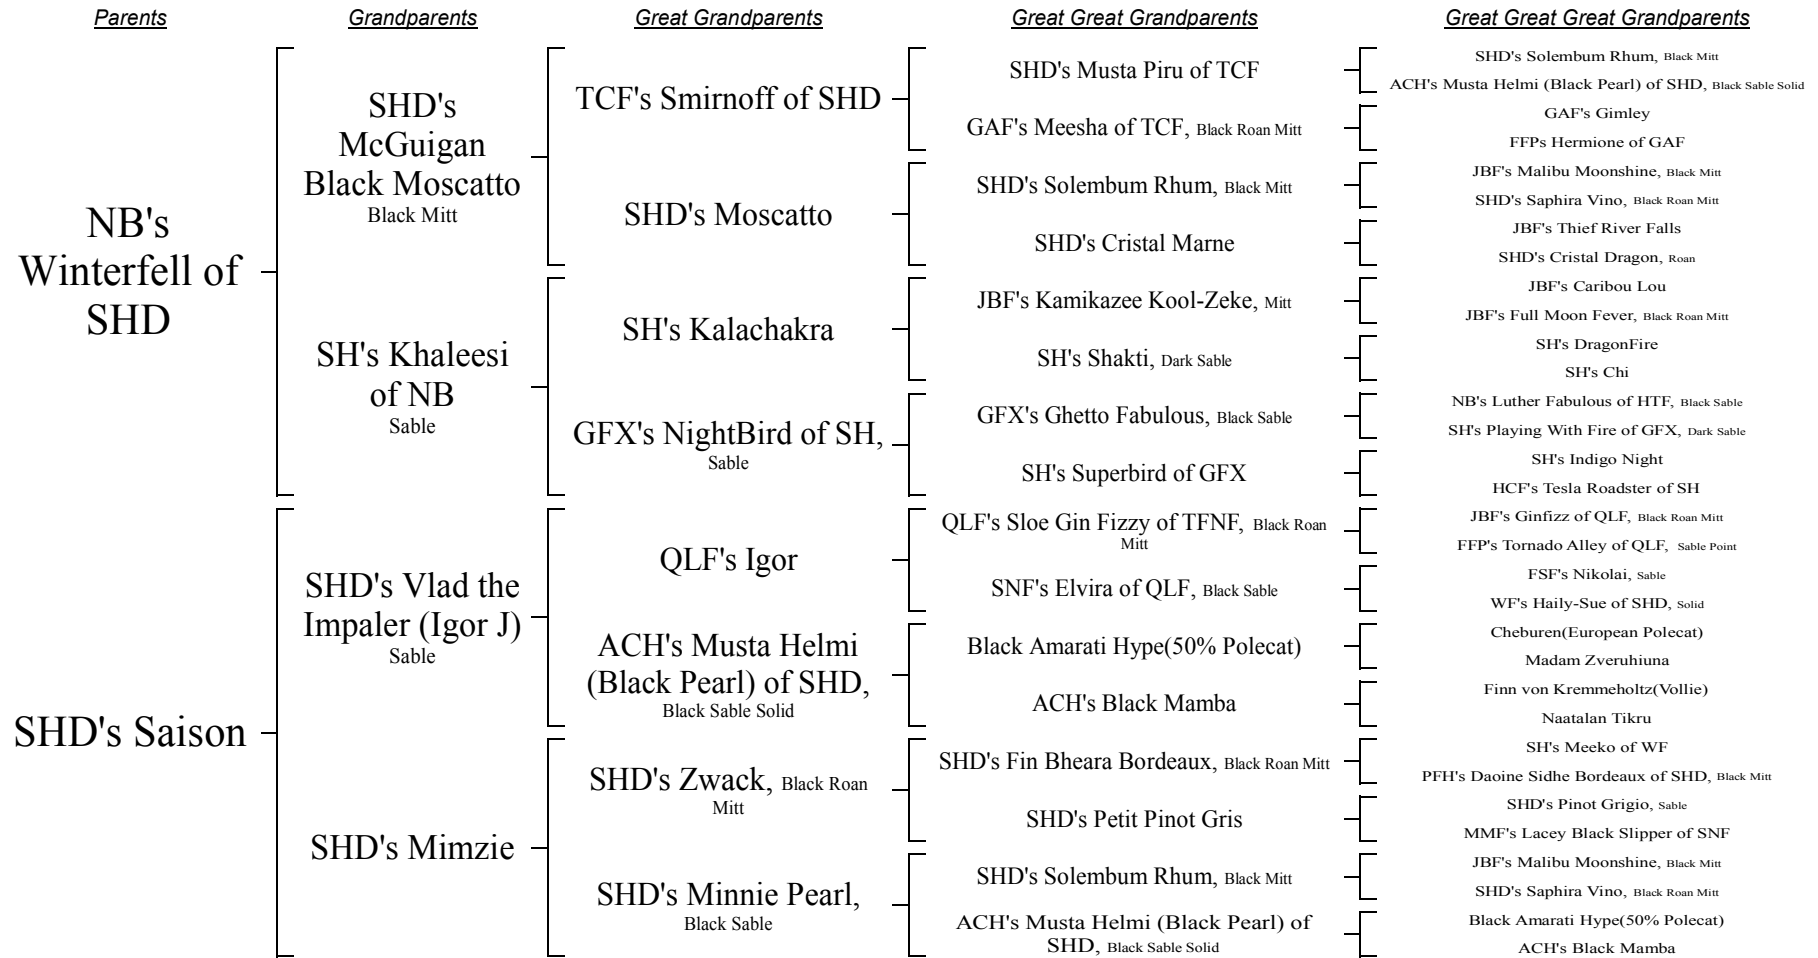 Parents
Grandparents
Great Grandparents
Great Great Grandparents
Great Great Great Grandparents
NB's
Winterfell of
SHD
SHD's Saison
SHD's
McGuigan
Black Moscatto
Black Mitt
SH's Khaleesi
of NB
Sable
SHD's Vlad the
Impaler (Igor J)
Sable
SHD's Mimzie
TCF's Smirnoff of SHD
SHD's Moscatto
SH's Kalachakra
GFX's NightBird of SH,
Sable
QLF's Igor
ACH's Musta Helmi
(Black Pearl) of SHD,
Black Sable Solid
SHD's Zwack, Black Roan
Mitt
SHD's Minnie Pearl,
Black Sable
SHD's Musta Piru of TCF
GAF's Meesha of TCF, Black Roan Mitt
SHD's Solembum Rhum, Black Mitt
SHD's Cristal Marne
JBF's Kamikazee Kool-Zeke, Mitt
SH's Shakti, Dark Sable
GFX's Ghetto Fabulous, Black Sable
SH's Superbird of GFX
QLF's Sloe Gin Fizzy of TFNF, Black Roan
Mitt
SNF's Elvira of QLF, Black Sable
Black Amarati Hype(50% Polecat)
ACH's Black Mamba
SHD's Fin Bheara Bordeaux, Black Roan Mitt
SHD's Petit Pinot Gris
SHD's Solembum Rhum, Black Mitt
ACH's Musta Helmi (Black Pearl) of
SHD, Black Sable Solid
SHD's Solembum Rhum, Black Mitt
ACH's Musta Helmi (Black Pearl) of SHD, Black Sable Solid
GAF's Gimley
FFPs Hermione of GAF
JBF's Malibu Moonshine, Black Mitt
SHD's Saphira Vino, Black Roan Mitt
JBF's Thief River Falls
SHD's Cristal Dragon, Roan
JBF's Caribou Lou
JBF's Full Moon Fever, Black Roan Mitt
SH's DragonFire
SH's Chi
NB's Luther Fabulous of HTF, Black Sable
SH's Playing With Fire of GFX, Dark Sable
SH's Indigo Night
HCF's Tesla Roadster of SH
JBF's Ginfizz of QLF, Black Roan Mitt
FFP's Tornado Alley of QLF, Sable Point
FSF's Nikolai, Sable
WF's Haily-Sue of SHD, Solid
Cheburen(European Polecat)
Madam Zveruhiuna
Finn von Kremmeholtz(Vollie)
Naatalan Tikru
SH's Meeko of WF
PFH's Daoine Sidhe Bordeaux of SHD, Black Mitt
SHD's Pinot Grigio, Sable
MMF's Lacey Black Slipper of SNF
JBF's Malibu Moonshine, Black Mitt
SHD's Saphira Vino, Black Roan Mitt
Black Amarati Hype(50% Polecat)
ACH's Black Mamba